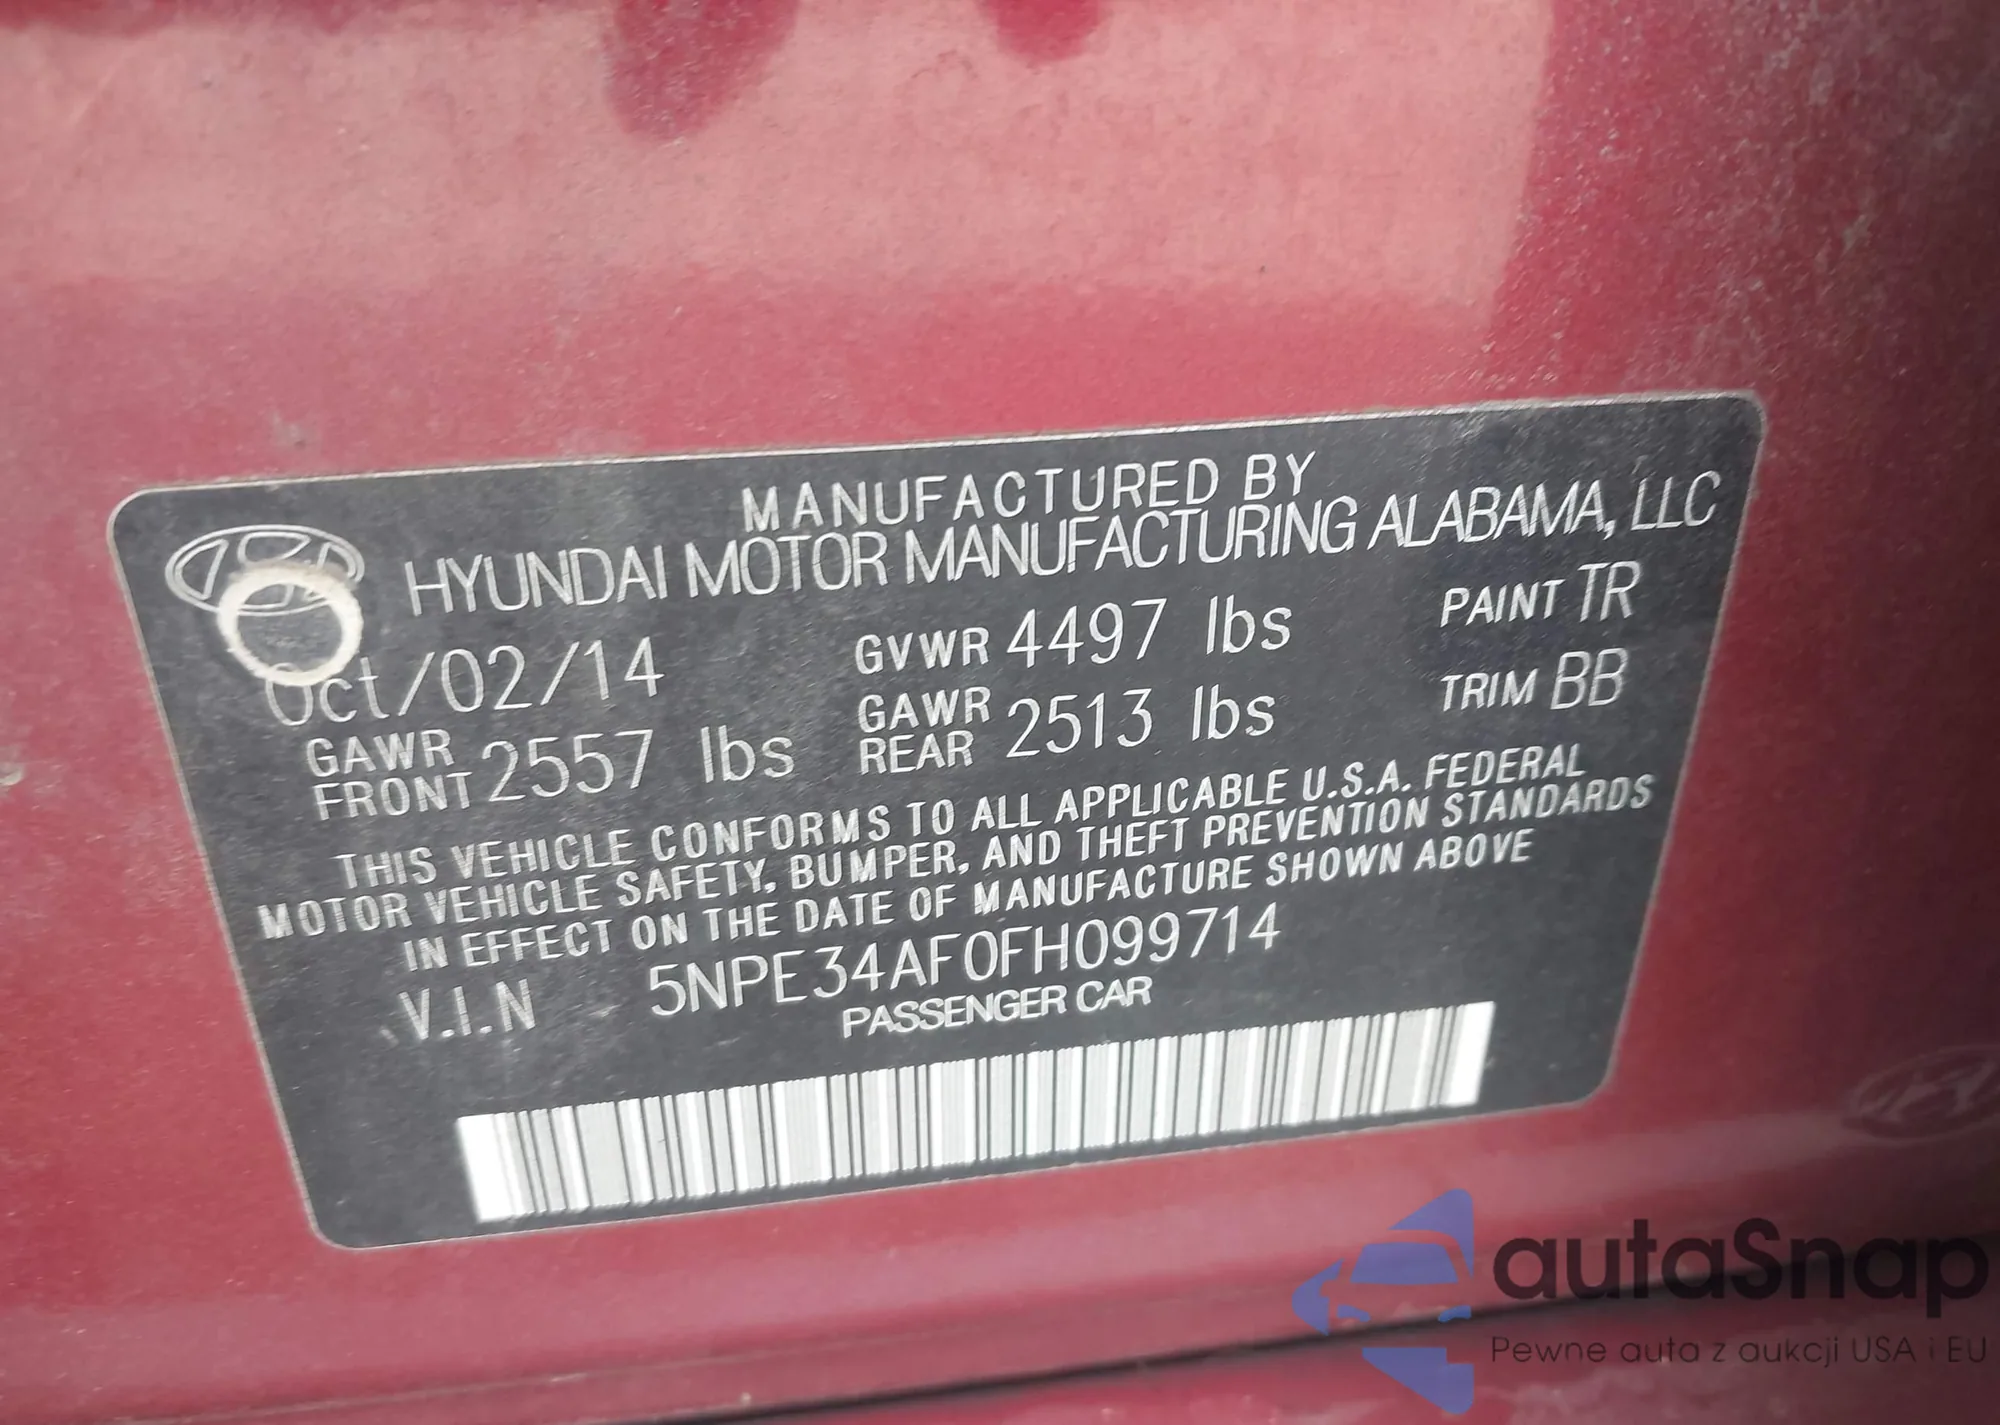 MANUFACTURED BY
HYUNDAI MOTOR MANUFACTURING ALABAMA, LLC
Oct/02/14 GVWR 4497 lbs PAINT TR
GAWR FRONT 2557 lbs GAWR REAR 2513 lbs TRIM BB
THIS VEHICLE CONFORMS TO ALL APPLICABLE U.S.A. FEDERAL
MOTOR VEHICLE SAFETY, BUMPER, AND THEFT PREVENTION STANDARDS
IN EFFECT ON THE DATE OF MANUFACTURE SHOWN ABOVE
V.I.N 5NPE34AF0FH099714
PASSENGER CAR
autaSnap
Pewne auta z aukcji USA i EU